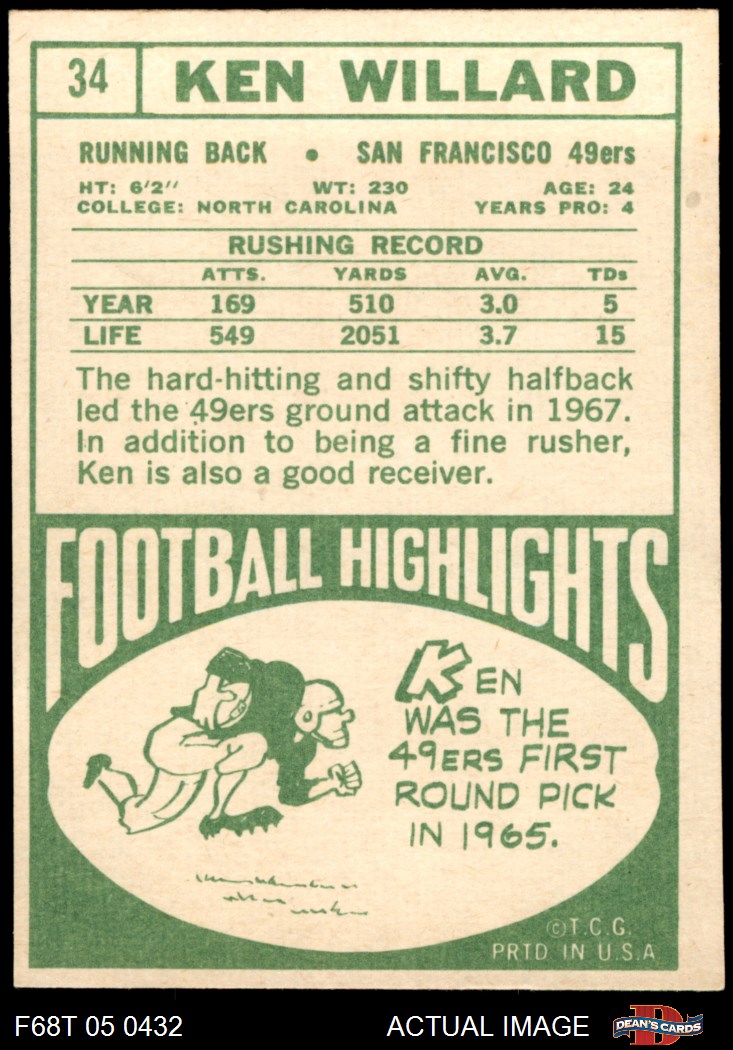 34 KEN WILLARD
RUNNING BACK • SAN FRANCISCO 49ers
HT: 6'2'' WT: 230 AGE: 24
COLLEGE: NORTH CAROLINA YEARS PRO: 4
RUSHING RECORD
ATTS. YARDS AVG. TDs
YEAR 169 510 3.0 5
LIFE 549 2051 3.7 15
The hard-hitting and shifty halfback
led the 49ers ground attack in 1967.
In addition to being a fine rusher,
Ken is also a good receiver.
FOOTBALL HIGHLIGHTS
KEN
WAS THE
49ERS FIRST
ROUND PICK
IN 1965.
©T.C.G.
PRTD IN U.S.A
F68T 05 0432 ACTUAL IMAGE D DEAN'S CARDS